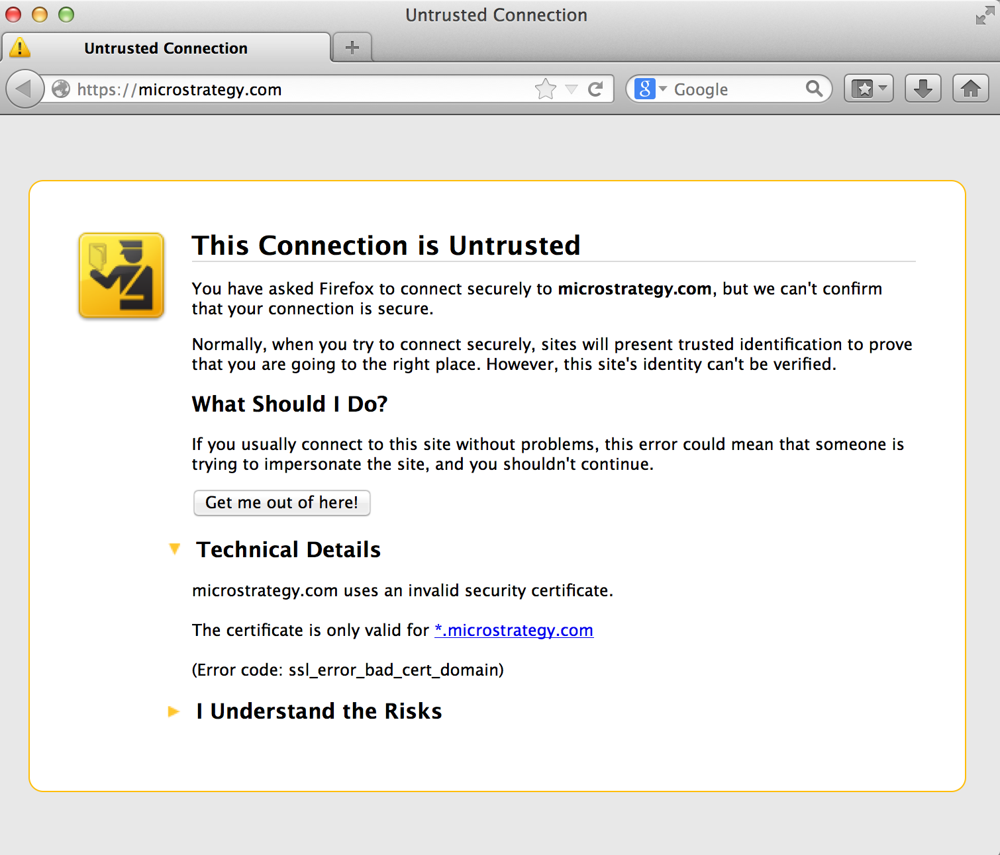 Untrusted Connection
Untrusted Connection
https://microstrategy.com
g Google
This Connection is Untrusted
You have asked Firefox to connect securely to microstrategy.com, but we can't confirm
that your connection is secure.
Normally, when you try to connect securely, sites will present trusted identification to prove
that you are going to the right place. However, this site's identity can't be verified.
What Should I Do?
If you usually connect to this site without problems, this error could mean that someone is
trying to impersonate the site, and you shouldn't continue.
Get me out of here!
Technical Details
microstrategy.com uses an invalid security certificate.
The certificate is only valid for *.microstrategy.com
(Error code: ssl_error_bad_cert_domain)
I Understand the Risks